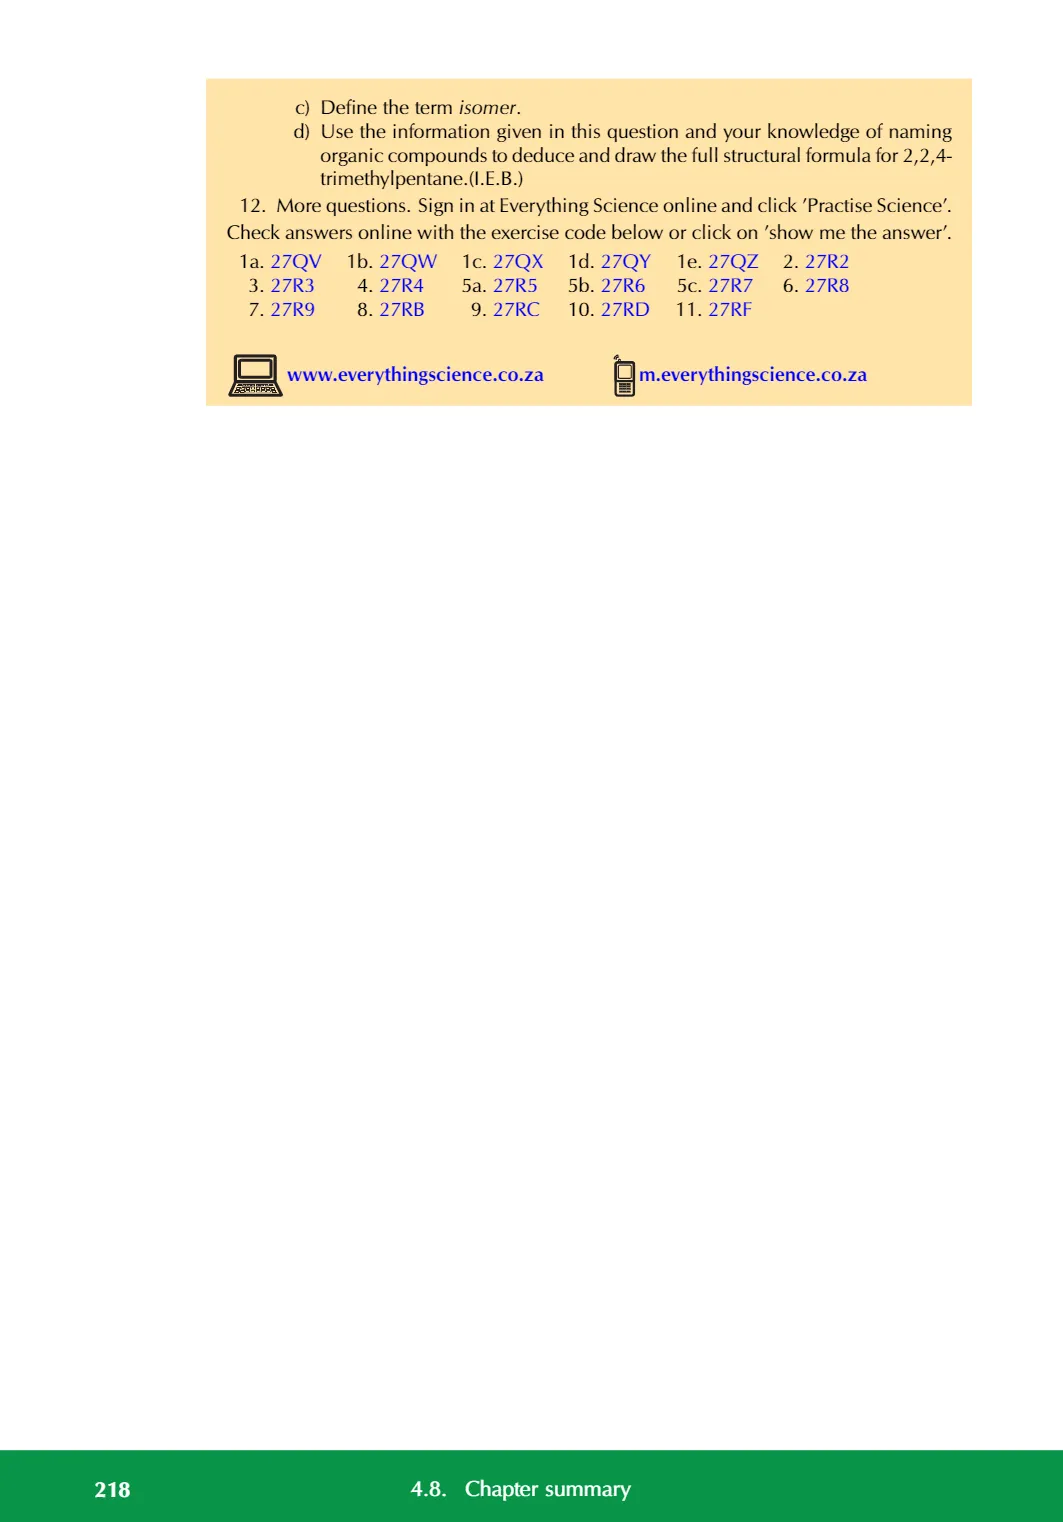 c) Define the term isomer.
d) Use the information given in this question and your knowledge of naming
organic compounds to deduce and draw the full structural formula for 2,2,4-
trimethylpentane.(I.E.B.)
12. More questions. Sign in at Everything Science online and click ’Practise Science’.
Check answers online with the exercise code below or click on ’show me the answer’.
1a. 27QV 1b. 27QW 1c. 27QX 1d. 27QY 1e. 27QZ 2. 27R2
3. 27R3 4. 27R4 5a. 27R5 5b. 27R6 5c. 27R7 6. 27R8
7. 27R9 8. 27RB 9. 27RC 10. 27RD 11. 27RF
www.everythingscience.co.za m.everythingscience.co.za
218 4.8. Chapter summary